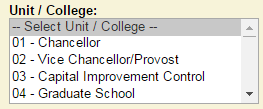 Unit / College:
-- Select Unit / College --
01 - Chancellor
02 - Vice Chancellor/Provost
03 - Capital Improvement Control
04 - Graduate School